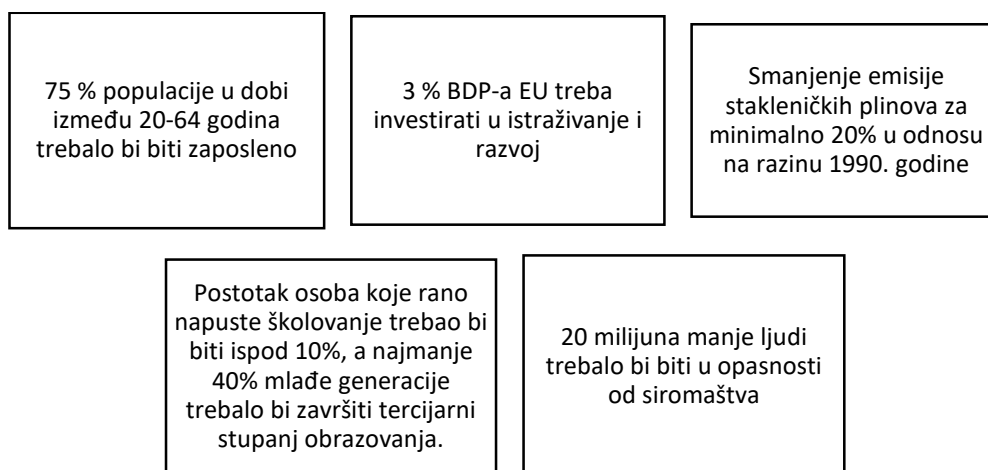 75 % populacije u dobi
između 20-64 godina
trebalo bi biti zaposleno
3 % BDP-a EU treba
investirati u istraživanje i
razvoj
Smanjenje emisije
stakleničkih plinova za
minimalno 20% u odnosu
na razinu 1990. godine
Postotak osoba koje rano
napuste školovanje trebao bi
biti ispod 10%, a najmanje
40% mlađe generacije
trebalo bi završiti tercijarni
stupanj obrazovanja.
20 milijuna manje ljudi
trebalo bi biti u opasnosti
od siromaštva